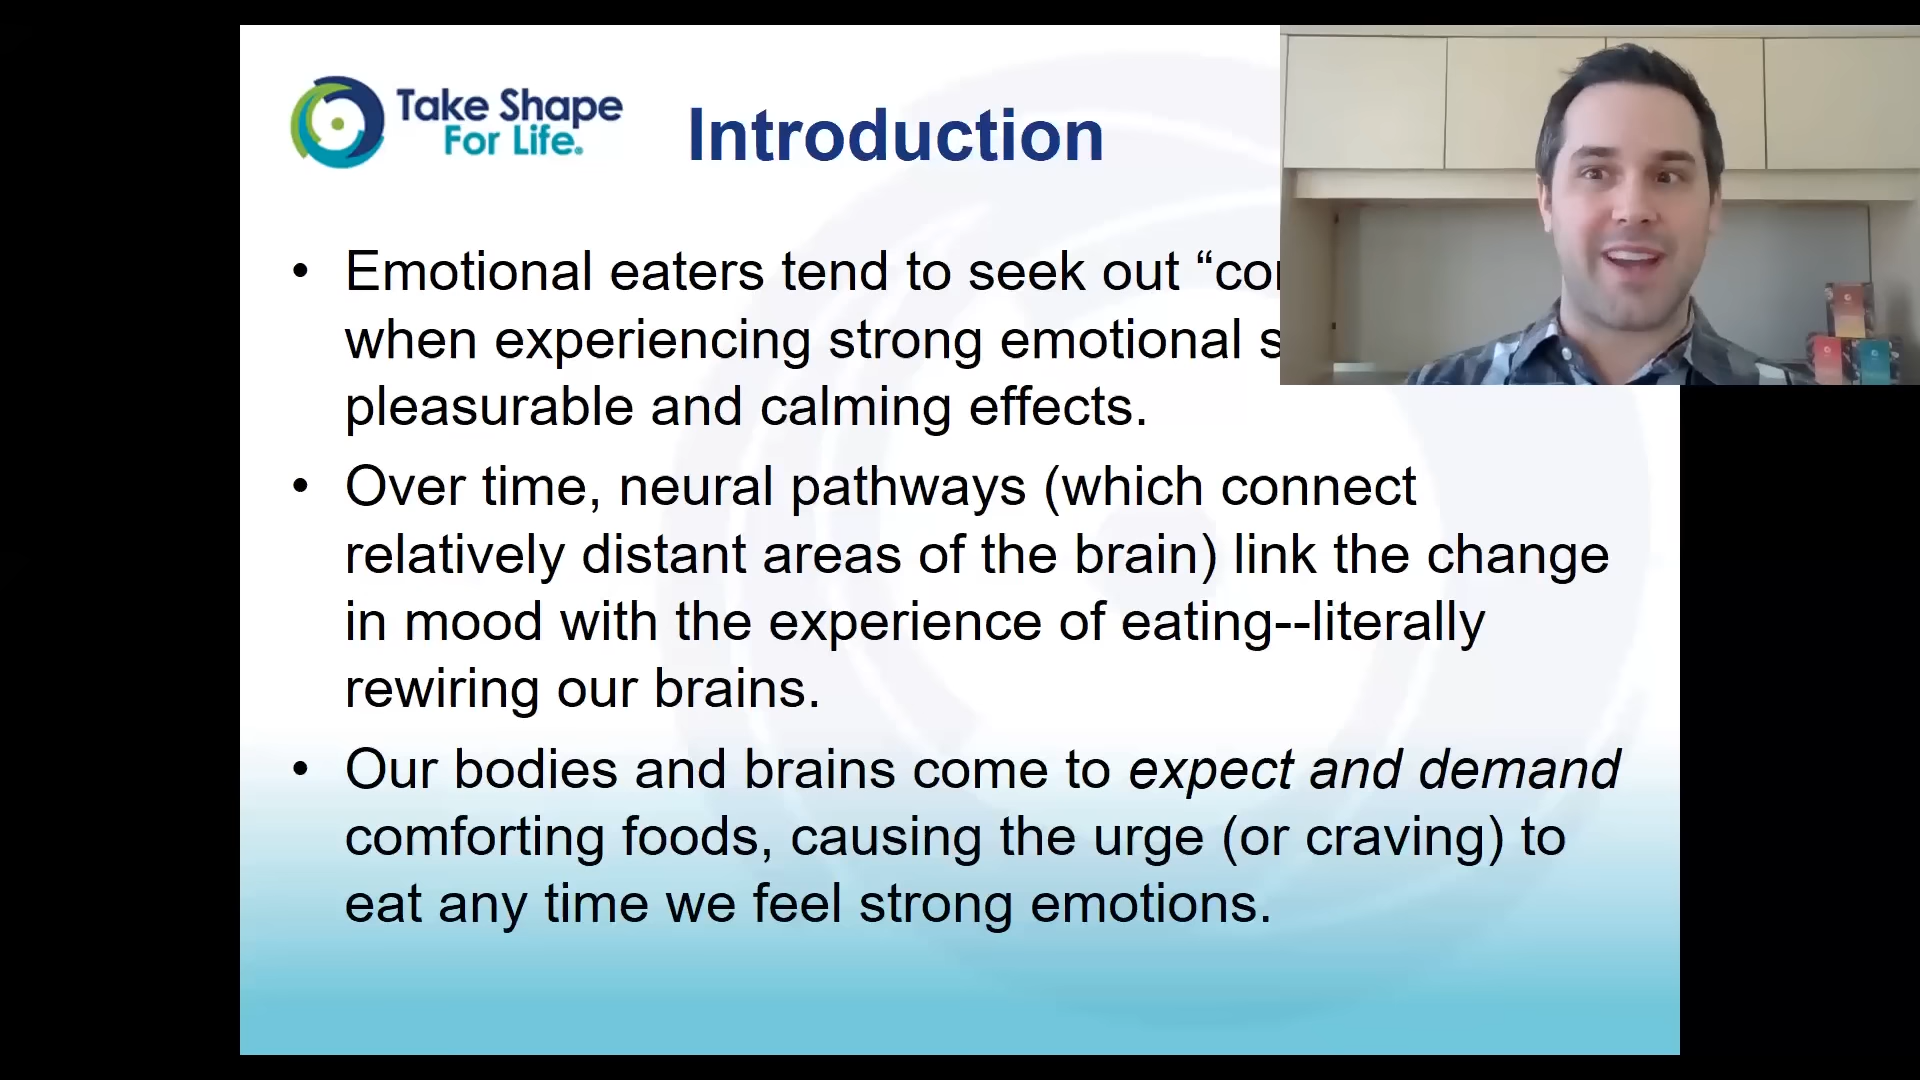 Take Shape
For Life.
Introduction
• Emotional eaters tend to seek out “
when experiencing strong emotional
pleasurable and calming effects.
• Over time, neural pathways (which connect
relatively distant areas of the brain) link the change
in mood with the experience of eating--literally
rewiring our brains.
• Our bodies and brains come to expect and demand
comforting foods, causing the urge (or craving) to
eat any time we feel strong emotions.